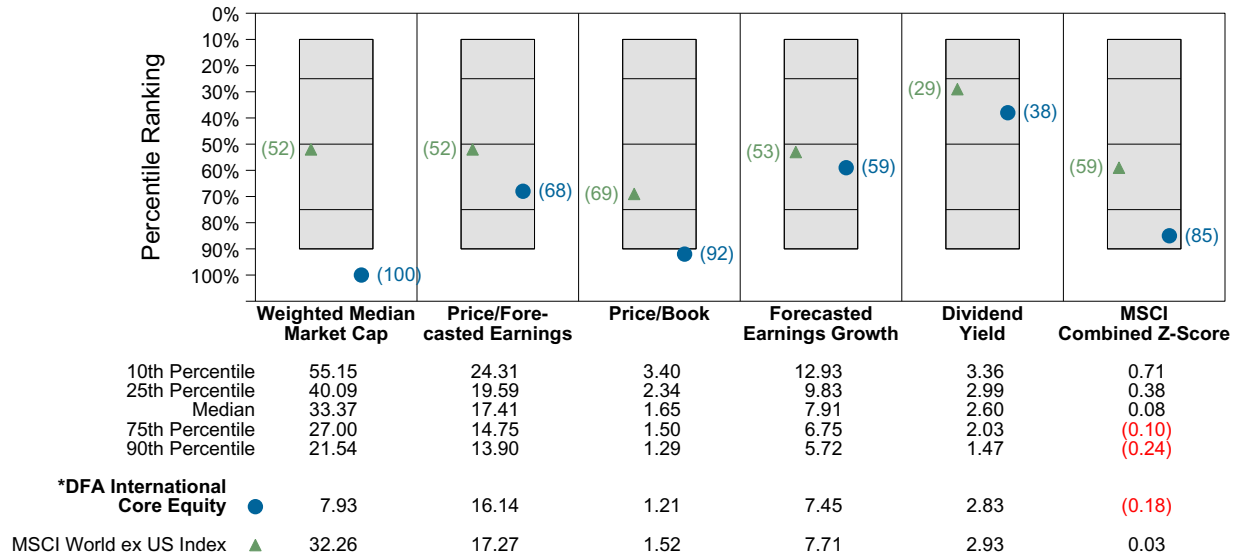 0%
10%
20%
30%
40%
50%
60%
70%
80%
90%
100%
Percentile Ranking
(52)
(100)
(52)
(68)
(69)
(92)
(53)
(59)
(29)
(38)
(59)
(85)
Weighted Median
Market Cap
Price/Fore-
casted Earnings
Price/Book
Forecasted
Earnings Growth
Dividend
Yield
MSCI
Combined Z-Score
10th Percentile 55.15 24.31 3.40 12.93 3.36 0.71
25th Percentile 40.09 19.59 2.34 9.83 2.99 0.38
Median 33.37 17.41 1.65 7.91 2.60 0.08
75th Percentile 27.00 14.75 1.50 6.75 2.03 (0.10)
90th Percentile 21.54 13.90 1.29 5.72 1.47 (0.24)
*DFA International
Core Equity 7.93 16.14 1.21 7.45 2.83 (0.18)
MSCI World ex US Index 32.26 17.27 1.52 7.71 2.93 0.03